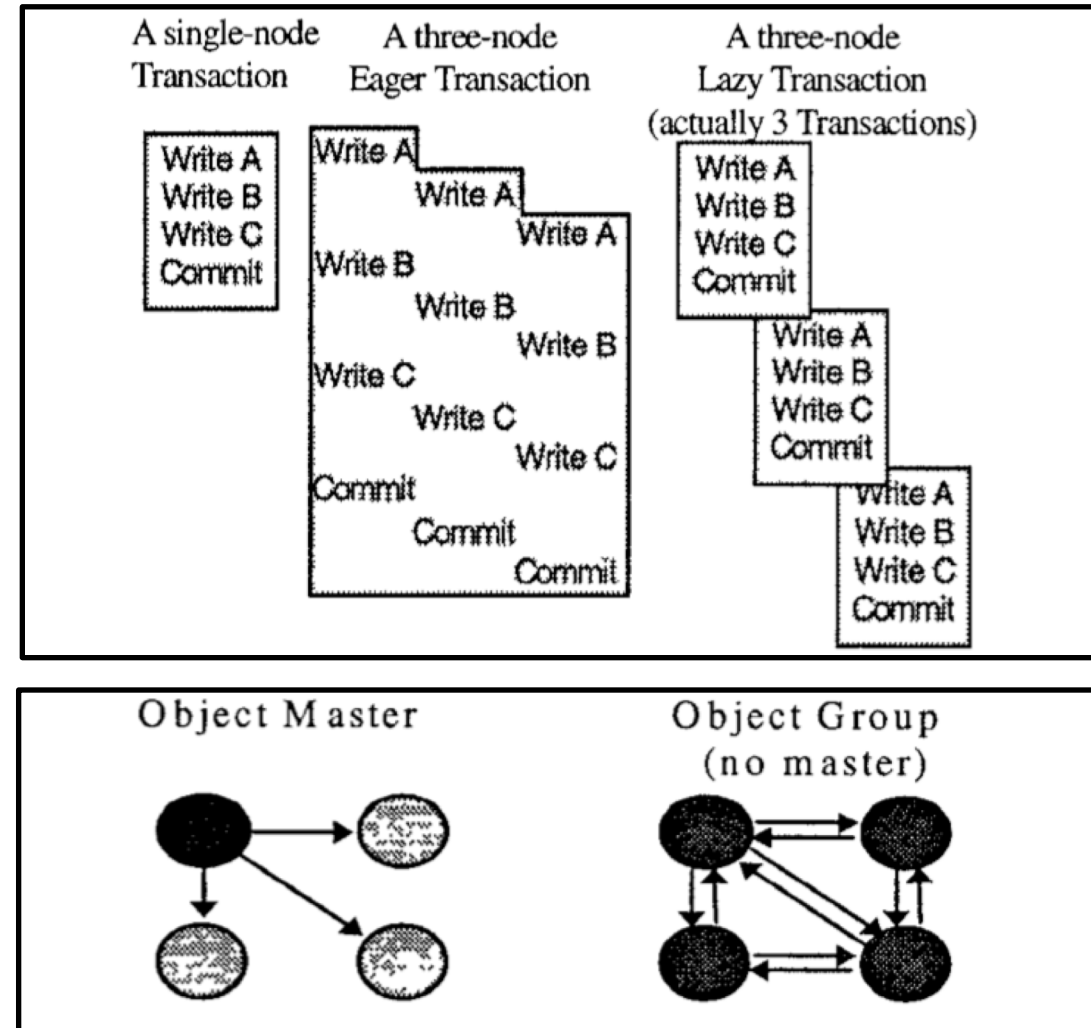 A single-node
Transaction
Write A
Write B
Write C
Commit
A three-node
Eager Transaction
Write A
Write A
Write A
Write B
Write B
Write B
Write C
Write C
Write C
Commit
Commit
Commit
A three-node
Lazy Transaction
(actually 3 Transactions)
Write A
Write B
Write C
Commit
Write A
Write B
Write C
Commit
Write A
Write B
Write C
Commit
Object Master
Object Group
(no master)